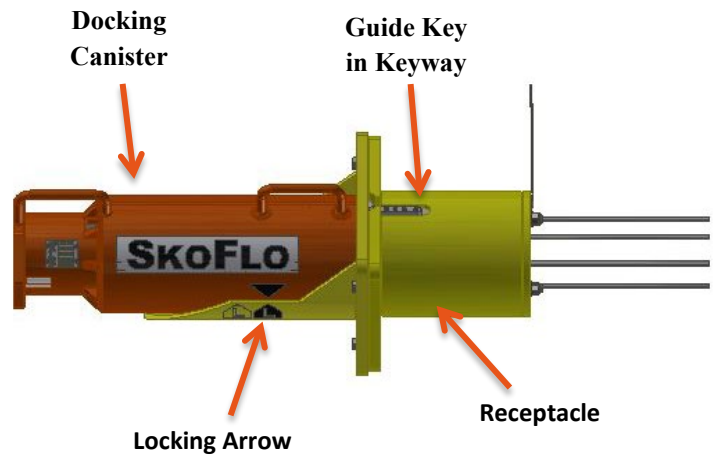 Docking
Canister
Guide Key
in Keyway
SKOFLO
L
Locking Arrow
Receptacle